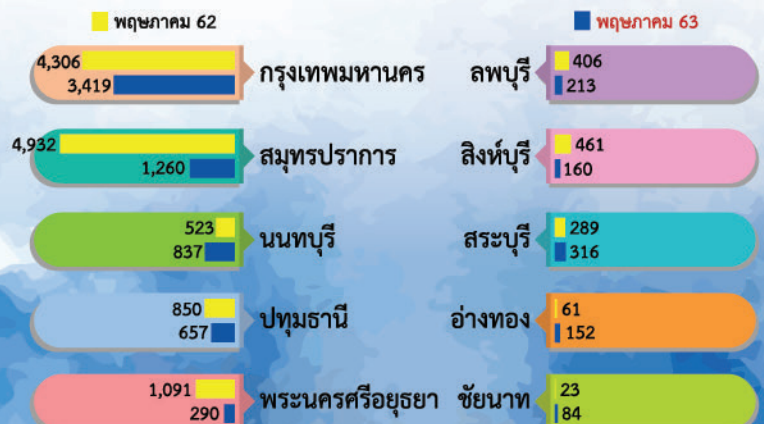 พฤษภาคม 62
พฤษภาคม 63
4,306
3,419
กรุงเทพมหานคร
ลพบุรี
406
213
4,932
1,260
สมุทรปราการ
สิงห์บุรี
461
160
523
837
นนทบุรี
สระบุรี
289
316
850
657
ปทุมธานี
อ่างทอง
61
152
1,091
290
พระนครศรีอยุธยา
ชัยนาท
23
84